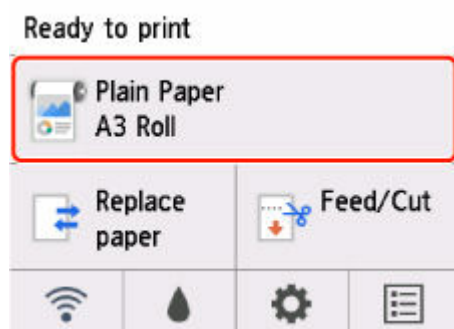 Ready to print
Plain Paper
A3 Roll
Replace
paper
Feed/Cut